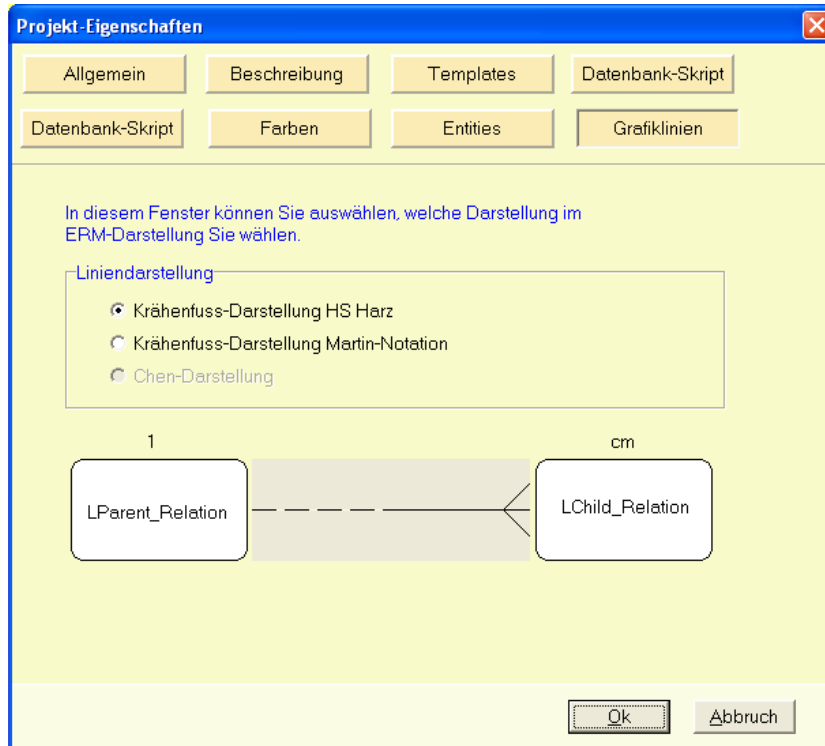 Projekt-Eigenschaften
Allgemein Beschreibung Templates Datenbank-Skript
Datenbank-Skript Farben Entities Grafiklinien
In diesem Fenster können Sie auswählen, welche Darstellung im
ERM-Darstellung Sie wählen.
Liniendarstellung
Krähenfuss-Darstellung HS Harz
Krähenfuss-Darstellung Martin-Notation
Chen-Darstellung
1 cm
LParent_Relation LChild_Relation
Ok Abbruch